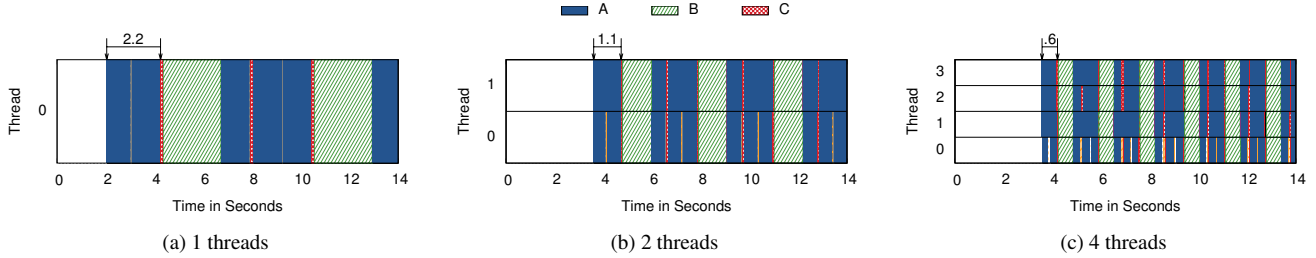 A B C
2.2
Thread
0
0 2 4 6 8 10 12 14
Time in Seconds
(a) 1 threads
1.1
Thread
1
0
0 2 4 6 8 10 12 14
Time in Seconds
(b) 2 threads
.6
Thread
3
2
1
0
0 2 4 6 8 10 12 14
Time in Seconds
(c) 4 threads